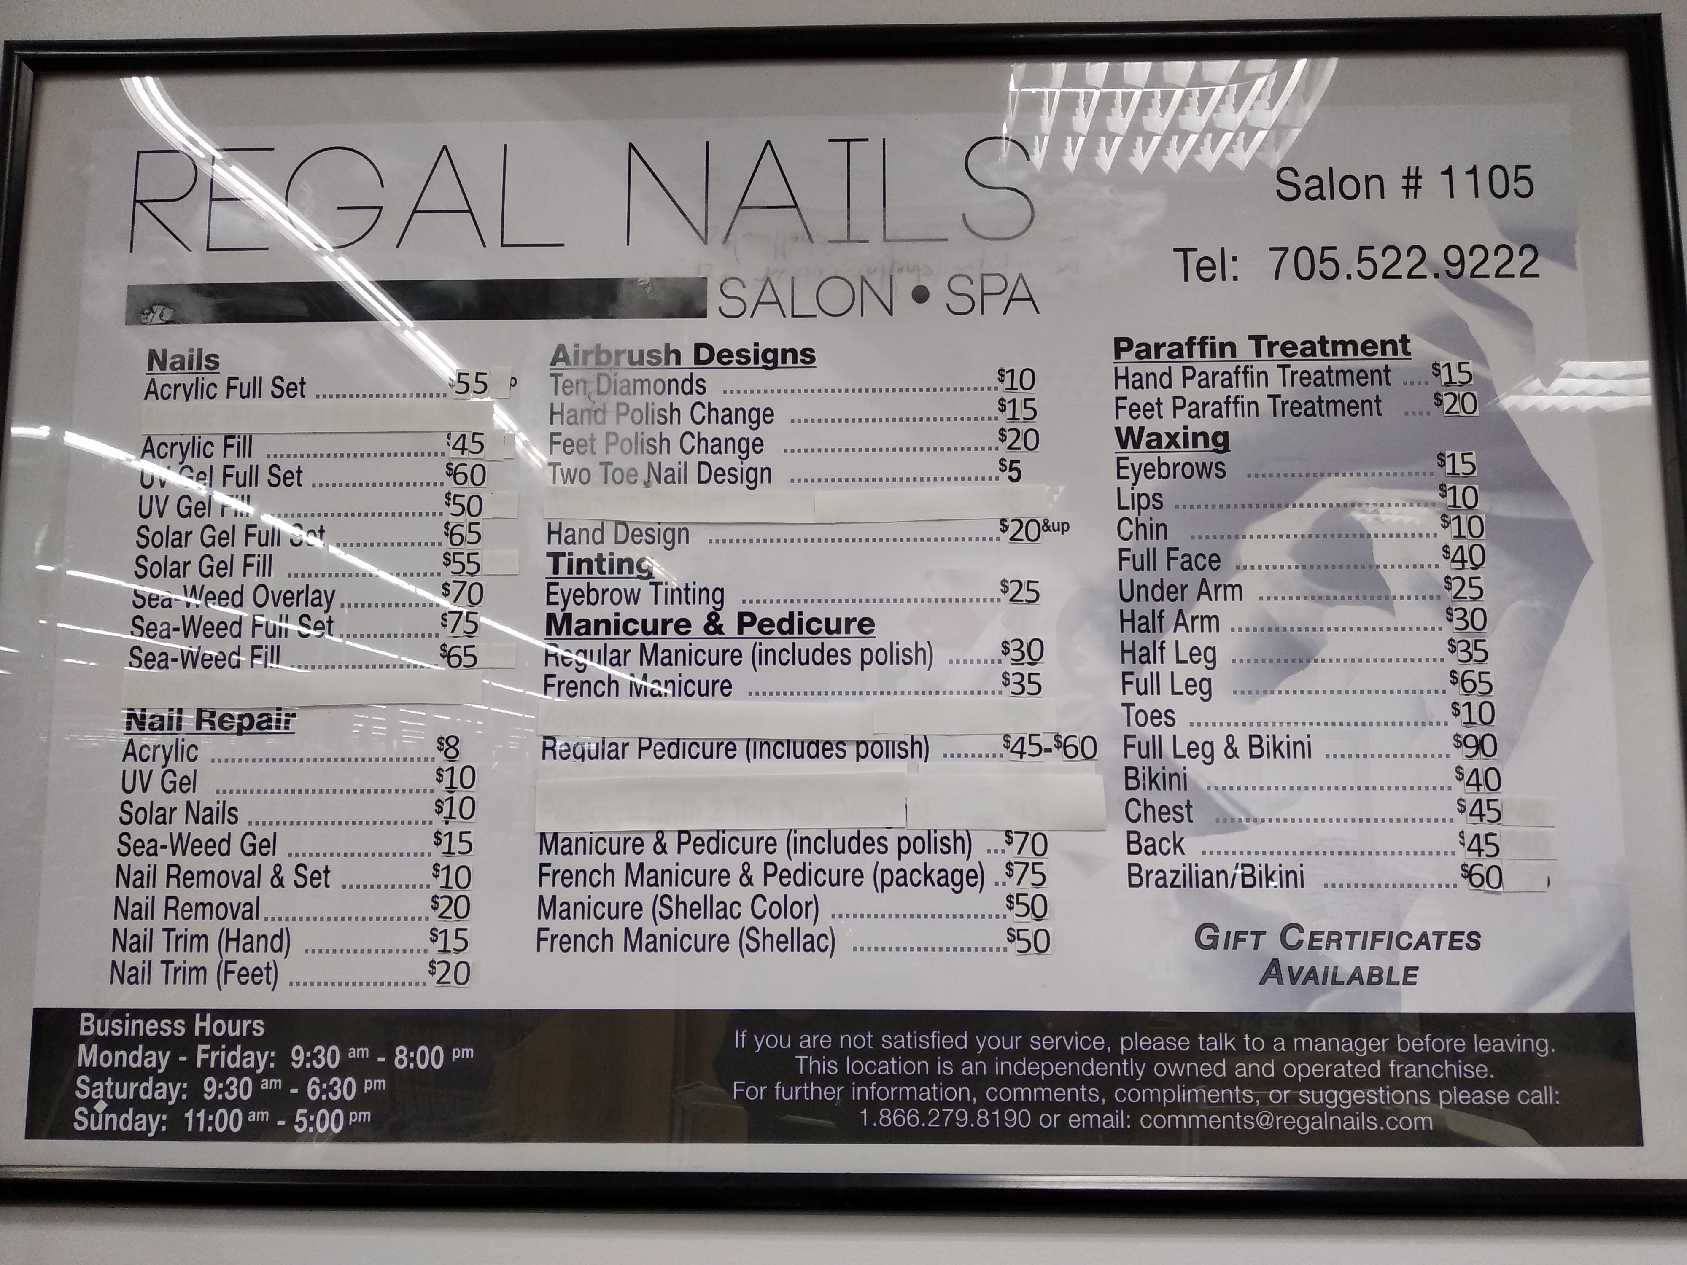 REGAL NAILS
SALON • SPA
Salon # 1105
Tel: 705.522.9222
Nails
Acrylic Full Set ........ $55
Acrylic Fill ........ $45
UV Gel Full Set ........ $60
UV Gel Fill ........ $50
Solar Gel Full Set ........ $65
Solar Gel Fill ........ $55
Sea-Weed Overlay ........ $70
Sea-Weed Full Set ........ $75
Sea-Weed Fill ........ $65
Nail Repair
Acrylic ........ $8
UV Gel ........ $10
Solar Nails ........ $10
Sea-Weed Gel ........ $15
Nail Removal & Set ........ $10
Nail Removal ........ $20
Nail Trim (Hand) ........ $15
Nail Trim (Feet) ........ $20
Airbrush Designs
Ten Diamonds ........ $10
Hand Polish Change ........ $15
Feet Polish Change ........ $20
Two Toe Nail Design ........ $5
Hand Design ........ $20&up
Tinting
Eyebrow Tinting ........ $25
Manicure & Pedicure
Regular Manicure (includes polish) ........ $30
French Manicure ........ $35
Regular Pedicure (includes polish) ........ $45-$60
Manicure & Pedicure (includes polish) ... $70
French Manicure & Pedicure (package) .. $75
Manicure (Shellac Color) ........ $50
French Manicure (Shellac) ........ $50
Paraffin Treatment
Hand Paraffin Treatment .... $15
Feet Paraffin Treatment .... $20
Waxing
Eyebrows ........ $15
Lips ........ $10
Chin ........ $10
Full Face ........ $40
Under Arm ........ $25
Half Arm ........ $30
Half Leg ........ $35
Full Leg ........ $65
Toes ........ $10
Full Leg & Bikini ........ $90
Bikini ........ $40
Chest ........ $45
Back ........ $45
Brazilian/Bikini ........ $60
GIFT CERTIFICATES
AVAILABLE
Business Hours
Monday - Friday: 9:30 am - 8:00 pm
Saturday: 9:30 am - 6:30 pm
Sunday: 11:00 am - 5:00 pm
If you are not satisfied your service, please talk to a manager before leaving.
This location is an independently owned and operated franchise.
For further information, comments, compliments, or suggestions please call:
1.866.279.8190 or email: comments@regalnails.com